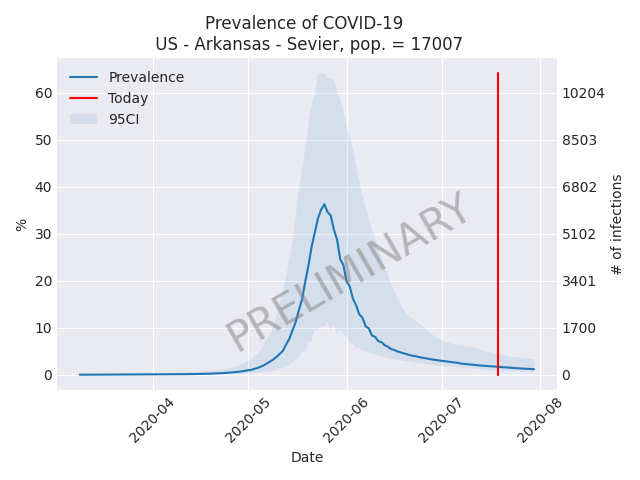 Prevalence of COVID-19
US - Arkansas - Sevier, pop. = 17007
Prevalence
Today
95CI
60
50
40
30
20
10
0
%
10204
8503
6802
5102
3401
1700
0
# of infections
PRELIMINARY
2020-04
2020-05
2020-06
2020-07
2020-08
Date